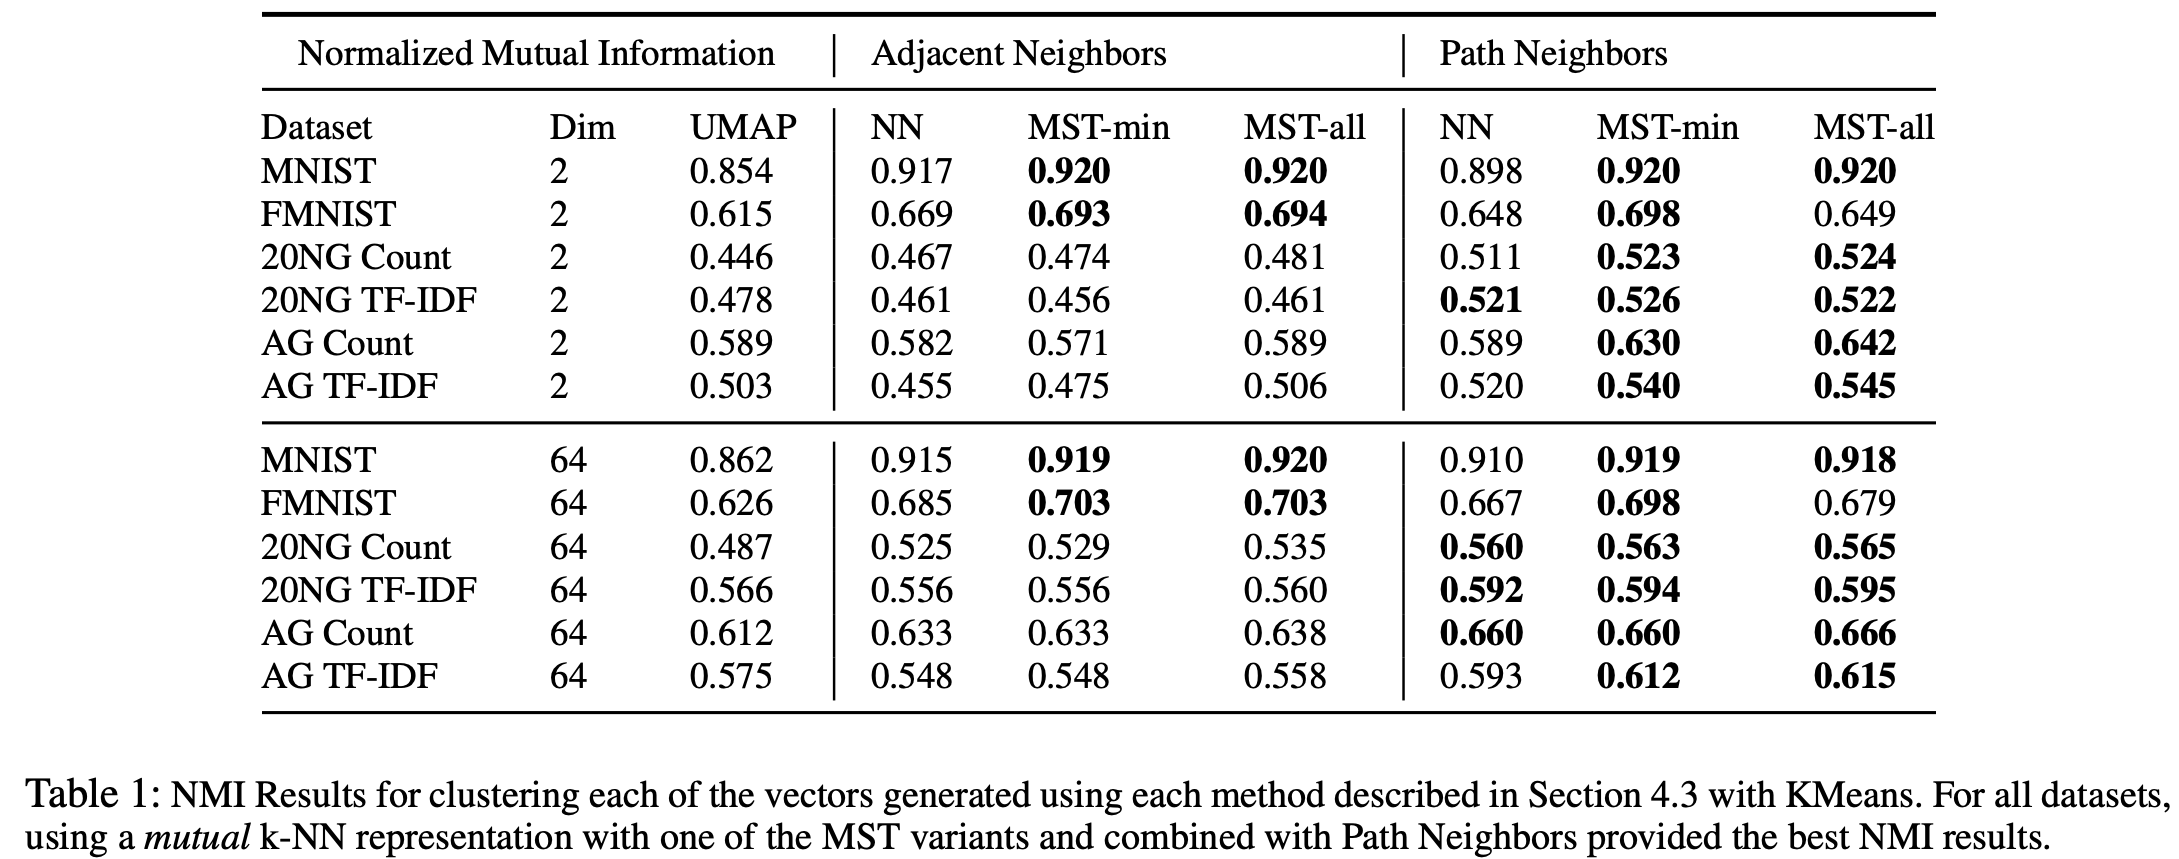 Normalized Mutual Information Adjacent Neighbors Path Neighbors
Dataset Dim UMAP NN MST-min MST-all NN MST-min MST-all
MNIST 2 0.854 0.917 0.920 0.920 0.898 0.920 0.920
FMNIST 2 0.615 0.669 0.693 0.694 0.648 0.698 0.649
20NG Count 2 0.446 0.467 0.474 0.481 0.511 0.523 0.524
20NG TF-IDF 2 0.478 0.461 0.456 0.461 0.521 0.526 0.522
AG Count 2 0.589 0.582 0.571 0.589 0.589 0.630 0.642
AG TF-IDF 2 0.503 0.455 0.475 0.506 0.520 0.540 0.545
MNIST 64 0.862 0.915 0.919 0.920 0.910 0.919 0.918
FMNIST 64 0.626 0.685 0.703 0.703 0.667 0.698 0.679
20NG Count 64 0.487 0.525 0.529 0.535 0.560 0.563 0.565
20NG TF-IDF 64 0.566 0.556 0.556 0.560 0.592 0.594 0.595
AG Count 64 0.612 0.633 0.633 0.638 0.660 0.660 0.666
AG TF-IDF 64 0.575 0.548 0.548 0.558 0.593 0.612 0.615
Table 1: NMI Results for clustering each of the vectors generated using each method described in Section 4.3 with KMeans. For all datasets,
using a mutual k-NN representation with one of the MST variants and combined with Path Neighbors provided the best NMI results.